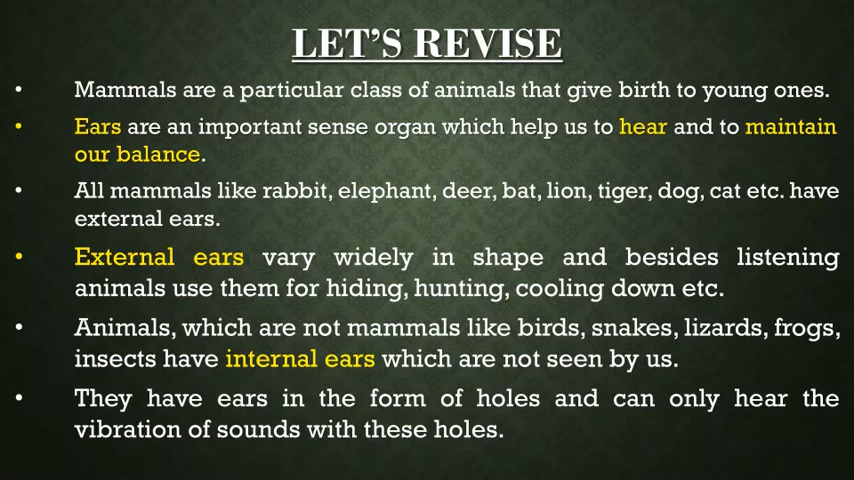 LET'S REVISE
• Mammals are a particular class of animals that give birth to young ones.
• Ears are an important sense organ which help us to hear and to maintain
our balance.
• All mammals like rabbit, elephant, deer, bat, lion, tiger, dog, cat etc. have
external ears.
• External ears vary widely in shape and besides listening
animals use them for hiding, hunting, cooling down etc.
• Animals, which are not mammals like birds, snakes, lizards, frogs,
insects have internal ears which are not seen by us.
• They have ears in the form of holes and can only hear the
vibration of sounds with these holes.